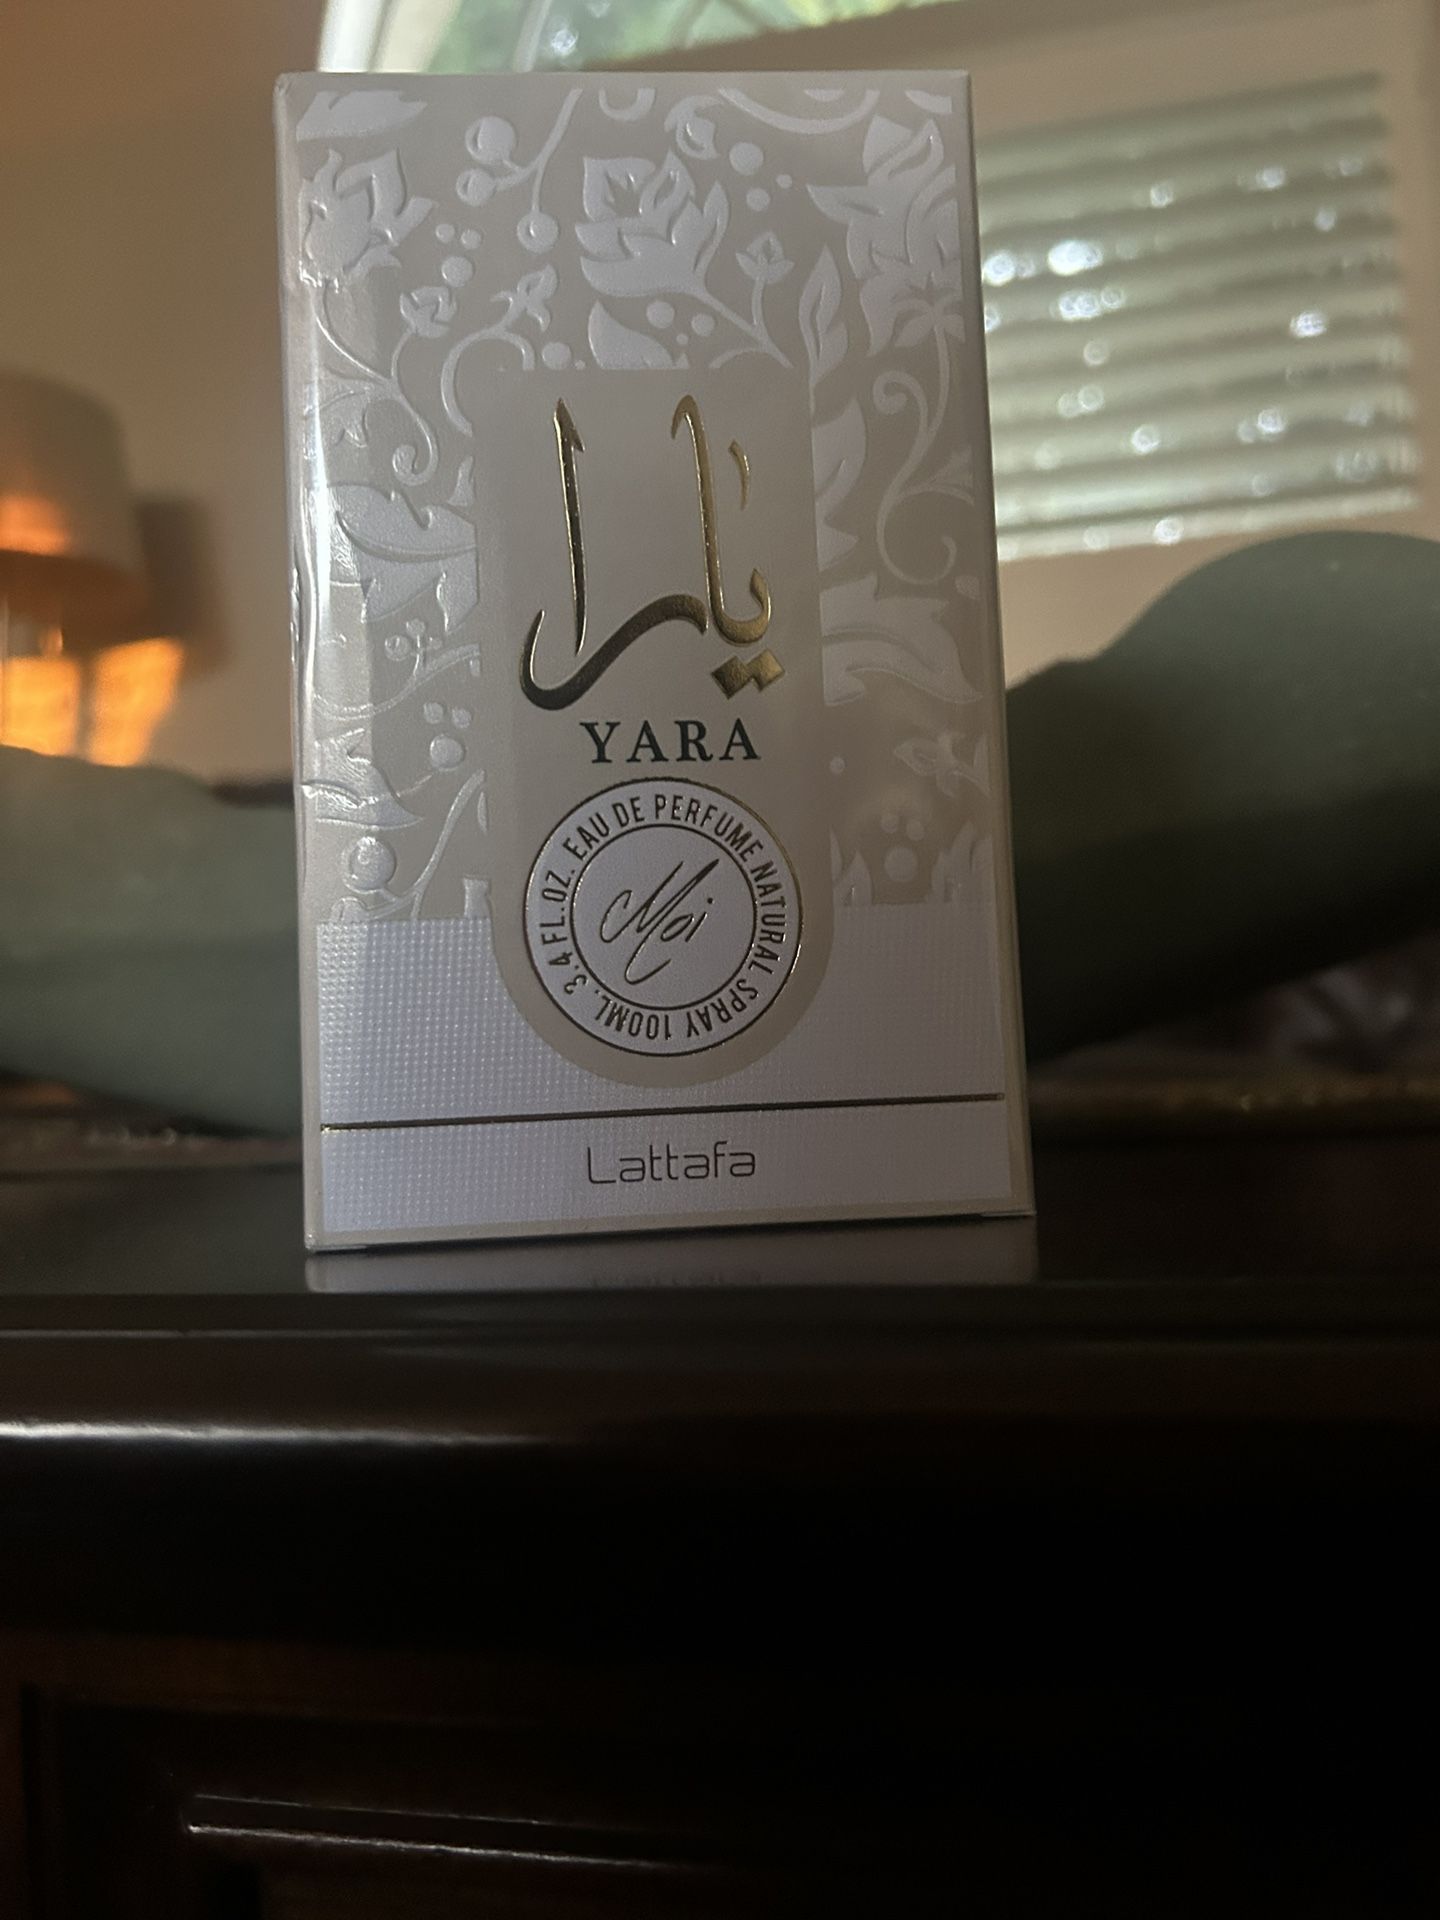 يارا
YARA
EAU DE PERFUME NATURAL SPRAY 100ML. 3.4 FL.OZ.
Moi
Lattafa